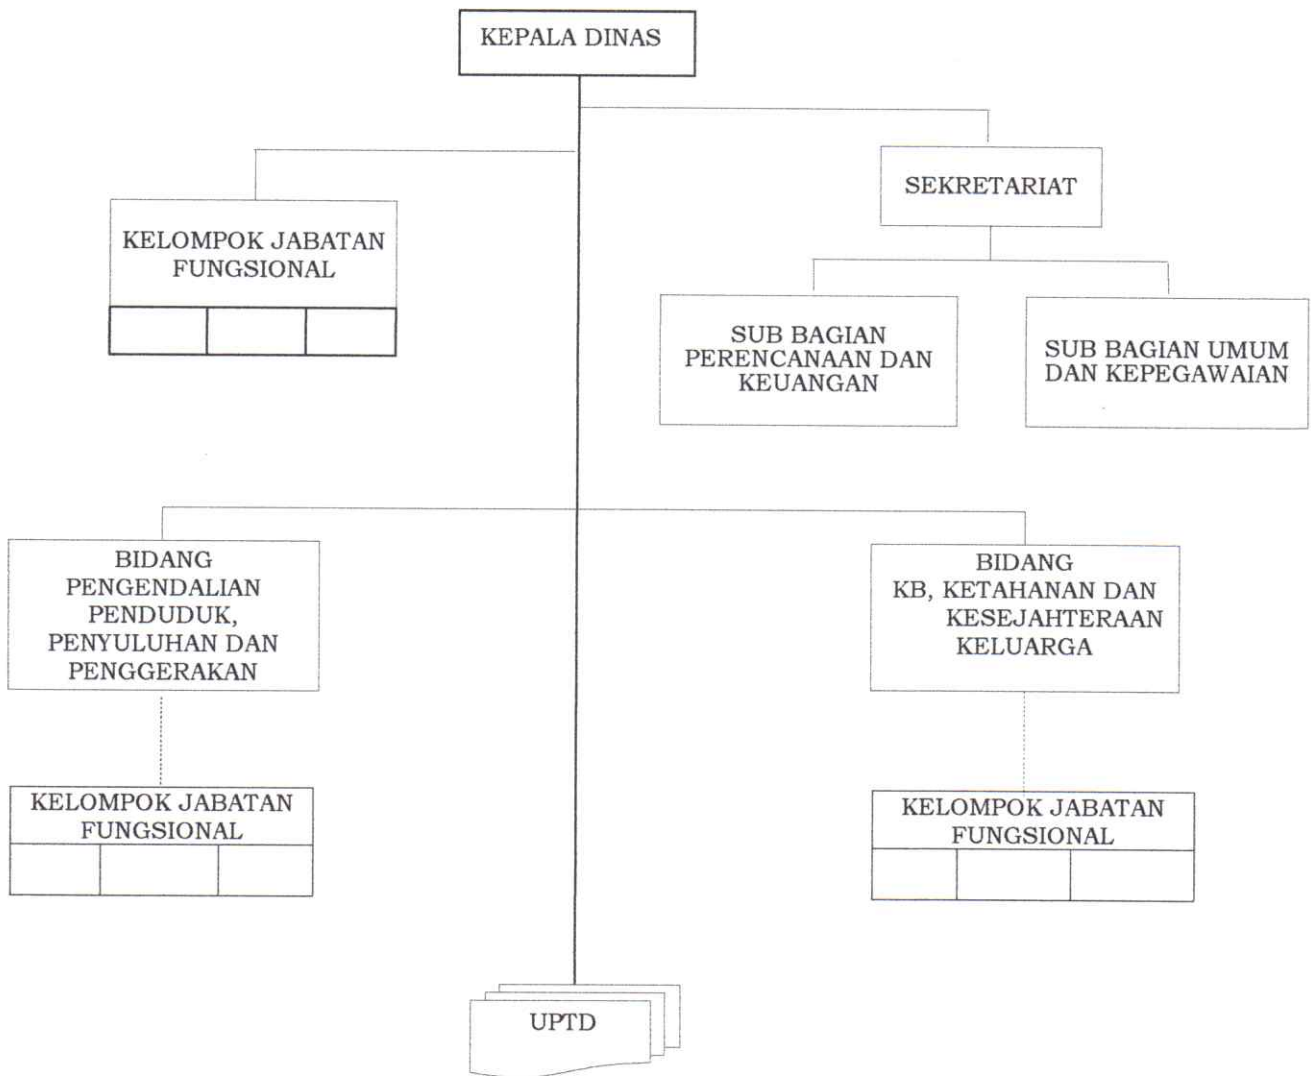 KEPALA DINAS
SEKRETARIAT
KELOMPOK JABATAN
FUNGSIONAL
SUB BAGIAN
PERENCANAAN DAN
KEUANGAN
SUB BAGIAN UMUM
DAN KEPEGAWAIAN
BIDANG
PENGENDALIAN
PENDUDUK,
PENYULUHAN DAN
PENGGERAKAN
BIDANG
KB, KETAHANAN DAN
KESEJAHTERAAN
KELUARGA
KELOMPOK JABATAN
FUNGSIONAL
KELOMPOK JABATAN
FUNGSIONAL
UPTD